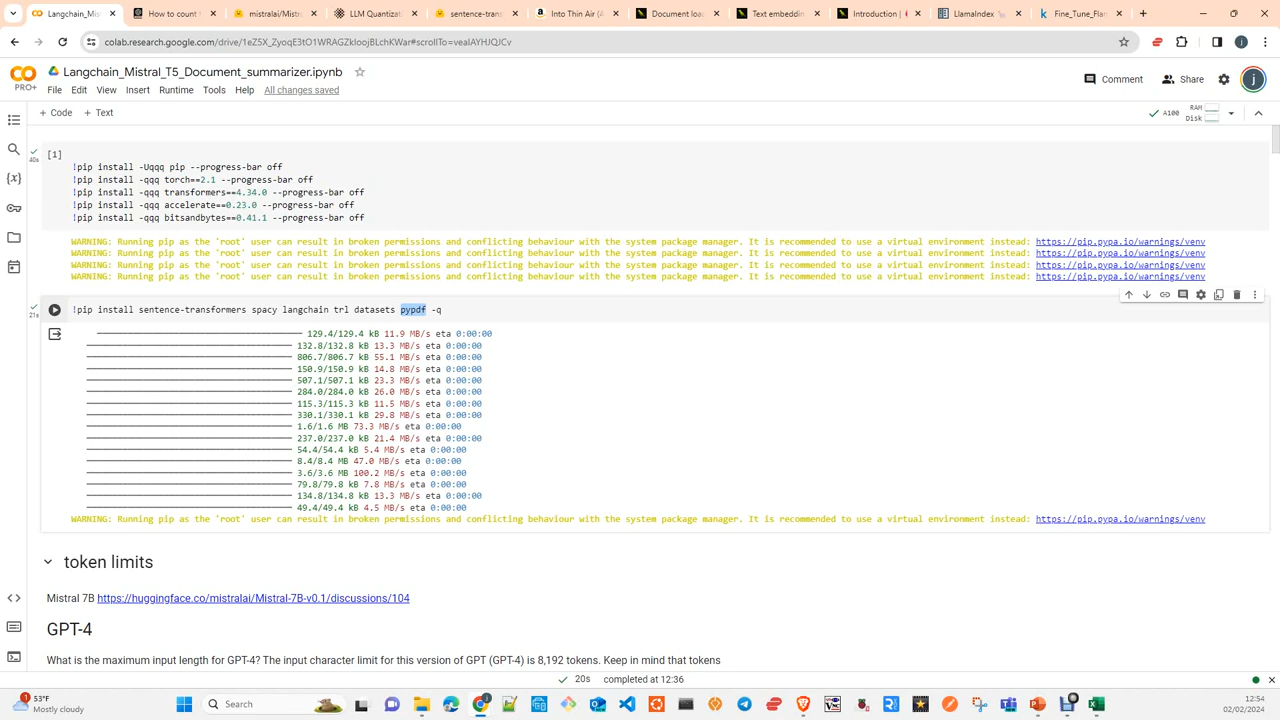 Langchain_Mistral_T5
How to count
mistralai/Mistr
LLM Quantizati
sentence-trans
Into Thin Air (A
Document loa
Text embeddin
Introduction |
LlamaIndex
Fine_Tune_Fla
colab.research.google.com/drive/1eZ5X_ZyoqE3tO1WRAGZkIoojBLchKWar#scrollTo=veaIAYHJQJCv
PRO+
Langchain_Mistral_T5_Document_summarizer.ipynb
File Edit View Insert Runtime Tools Help All changes saved
Comment
Share
j
+ Code + Text
RAM
Disk
A100
[1]
40s
!pip install -Uqqq pip --progress-bar off
!pip install -qqq torch==2.1 --progress-bar off
!pip install -qqq transformers==4.34.0 --progress-bar off
!pip install -qqq accelerate==0.23.0 --progress-bar off
!pip install -qqq bitsandbytes==0.41.1 --progress-bar off
WARNING: Running pip as the 'root' user can result in broken permissions and conflicting behaviour with the system package manager. It is recommended to use a virtual environment instead: https://pip.pypa.io/warnings/venv
WARNING: Running pip as the 'root' user can result in broken permissions and conflicting behaviour with the system package manager. It is recommended to use a virtual environment instead: https://pip.pypa.io/warnings/venv
WARNING: Running pip as the 'root' user can result in broken permissions and conflicting behaviour with the system package manager. It is recommended to use a virtual environment instead: https://pip.pypa.io/warnings/venv
WARNING: Running pip as the 'root' user can result in broken permissions and conflicting behaviour with the system package manager. It is recommended to use a virtual environment instead: https://pip.pypa.io/warnings/venv
21s
!pip install sentence-transformers spacy langchain trl datasets pypdf -q
129.4/129.4 kB 11.9 MB/s eta 0:00:00
132.8/132.8 kB 13.3 MB/s eta 0:00:00
806.7/806.7 kB 55.1 MB/s eta 0:00:00
150.9/150.9 kB 14.8 MB/s eta 0:00:00
507.1/507.1 kB 23.3 MB/s eta 0:00:00
284.0/284.0 kB 26.0 MB/s eta 0:00:00
115.3/115.3 kB 11.5 MB/s eta 0:00:00
330.1/330.1 kB 29.8 MB/s eta 0:00:00
1.6/1.6 MB 73.3 MB/s eta 0:00:00
237.0/237.0 kB 21.4 MB/s eta 0:00:00
54.4/54.4 kB 5.4 MB/s eta 0:00:00
8.4/8.4 MB 47.0 MB/s eta 0:00:00
3.6/3.6 MB 100.2 MB/s eta 0:00:00
79.8/79.8 kB 7.8 MB/s eta 0:00:00
134.8/134.8 kB 13.3 MB/s eta 0:00:00
49.4/49.4 kB 4.5 MB/s eta 0:00:00
WARNING: Running pip as the 'root' user can result in broken permissions and conflicting behaviour with the system package manager. It is recommended to use a virtual environment instead: https://pip.pypa.io/warnings/venv
token limits
Mistral 7B https://huggingface.co/mistralai/Mistral-7B-v0.1/discussions/104
GPT-4
What is the maximum input length for GPT-4? The input character limit for this version of GPT (GPT-4) is 8,192 tokens. Keep in mind that tokens
20s completed at 12:36
53°F
Mostly cloudy
Search
12:54
02/02/2024